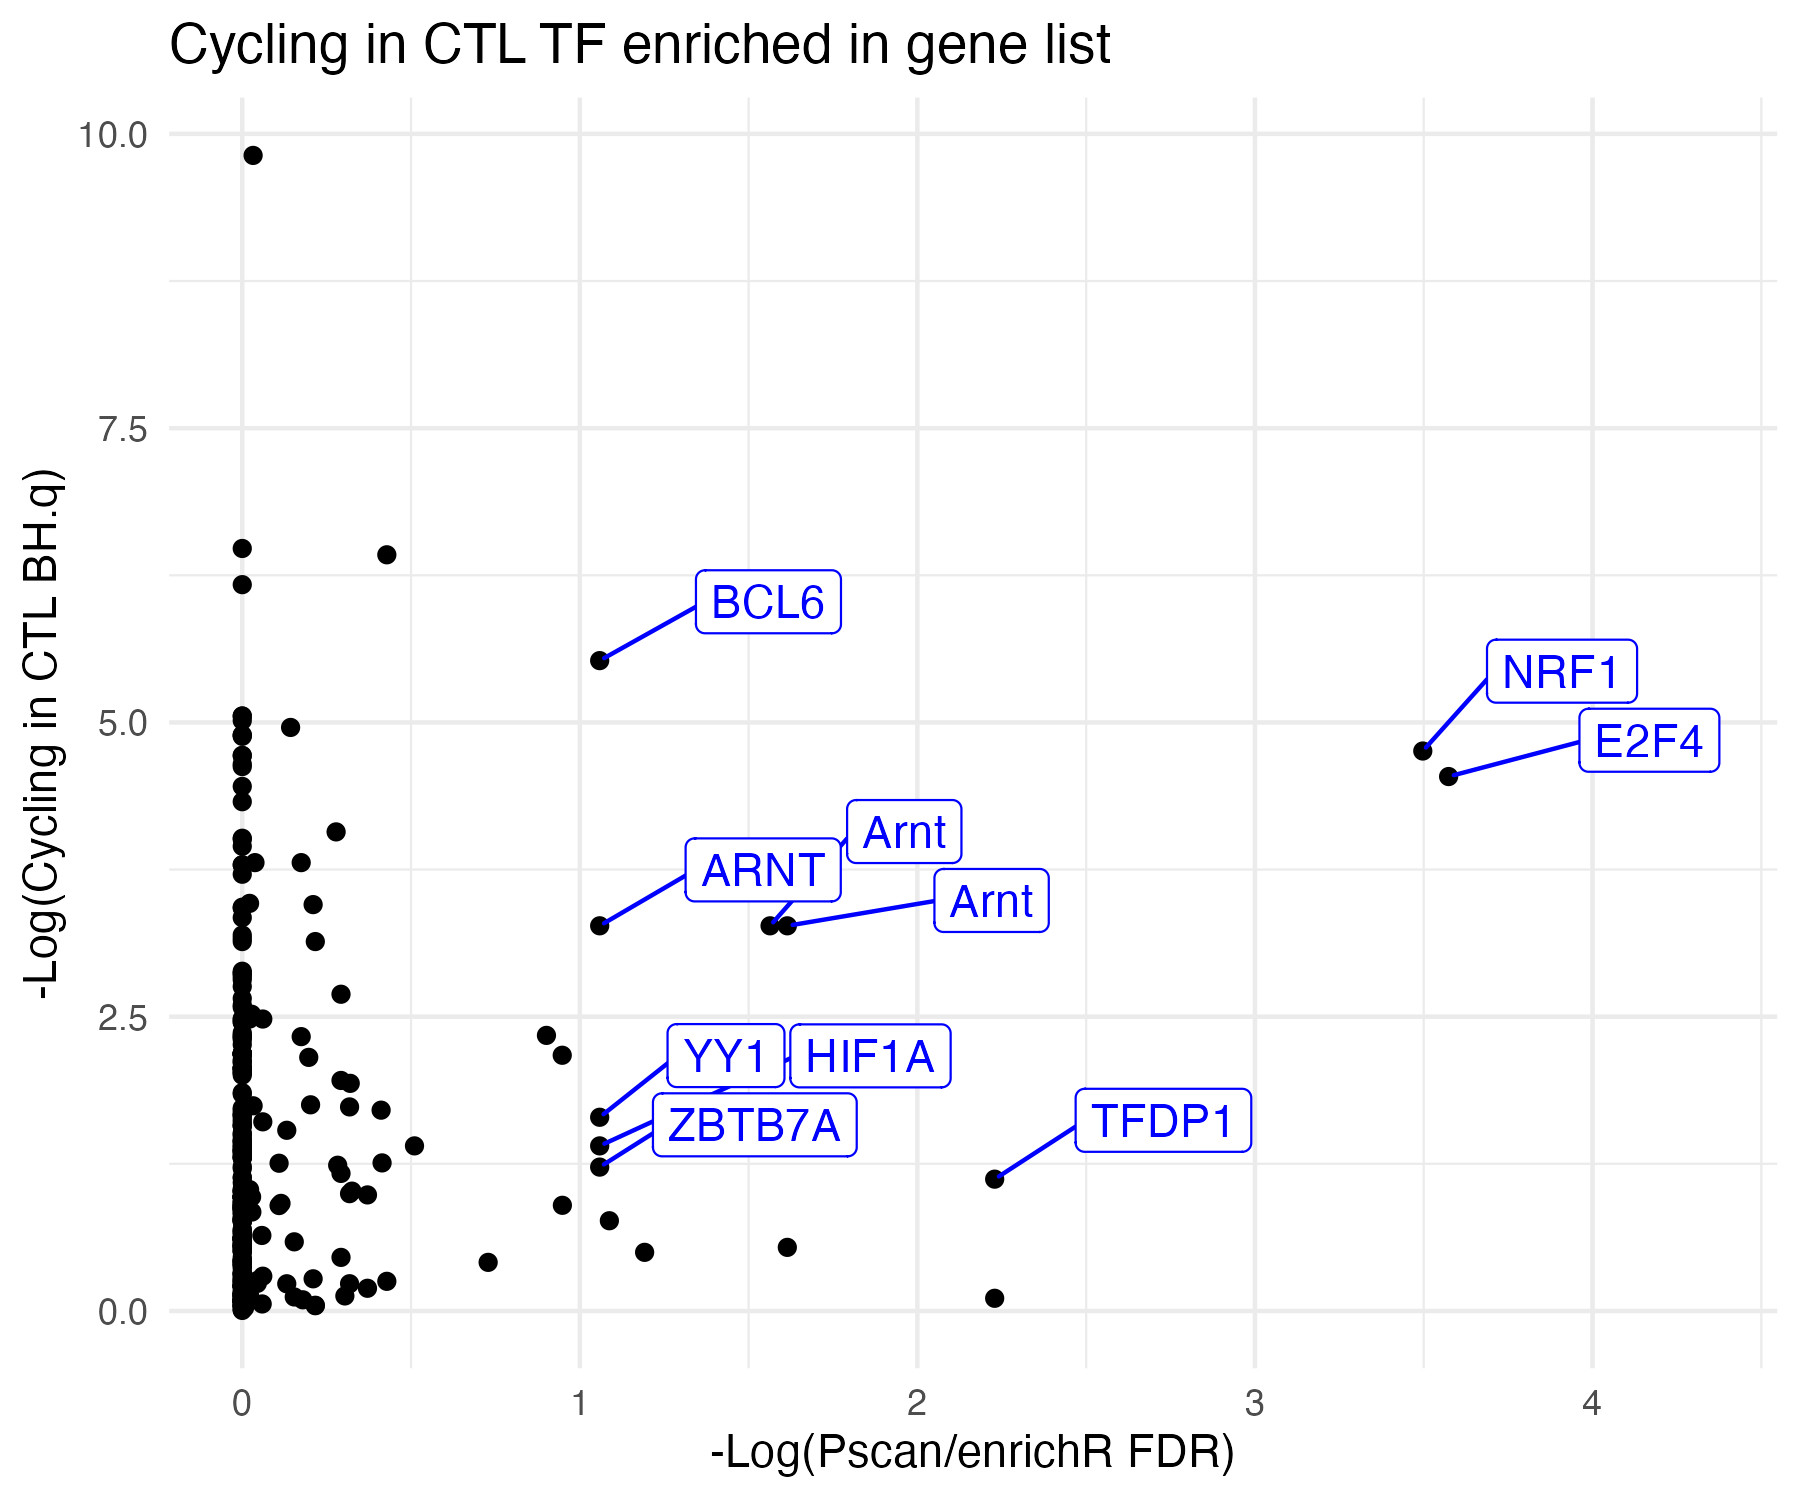 Cycling in CTL TF enriched in gene list
-Log(Cycling in CTL BH.q)
10.0
7.5
5.0
2.5
0.0
BCL6
NRF1
E2F4
Arnt
ARNT
Arnt
YY1
HIF1A
ZBTB7A
TFDP1
0
1
2
3
4
-Log(Pscan/enrichR FDR)